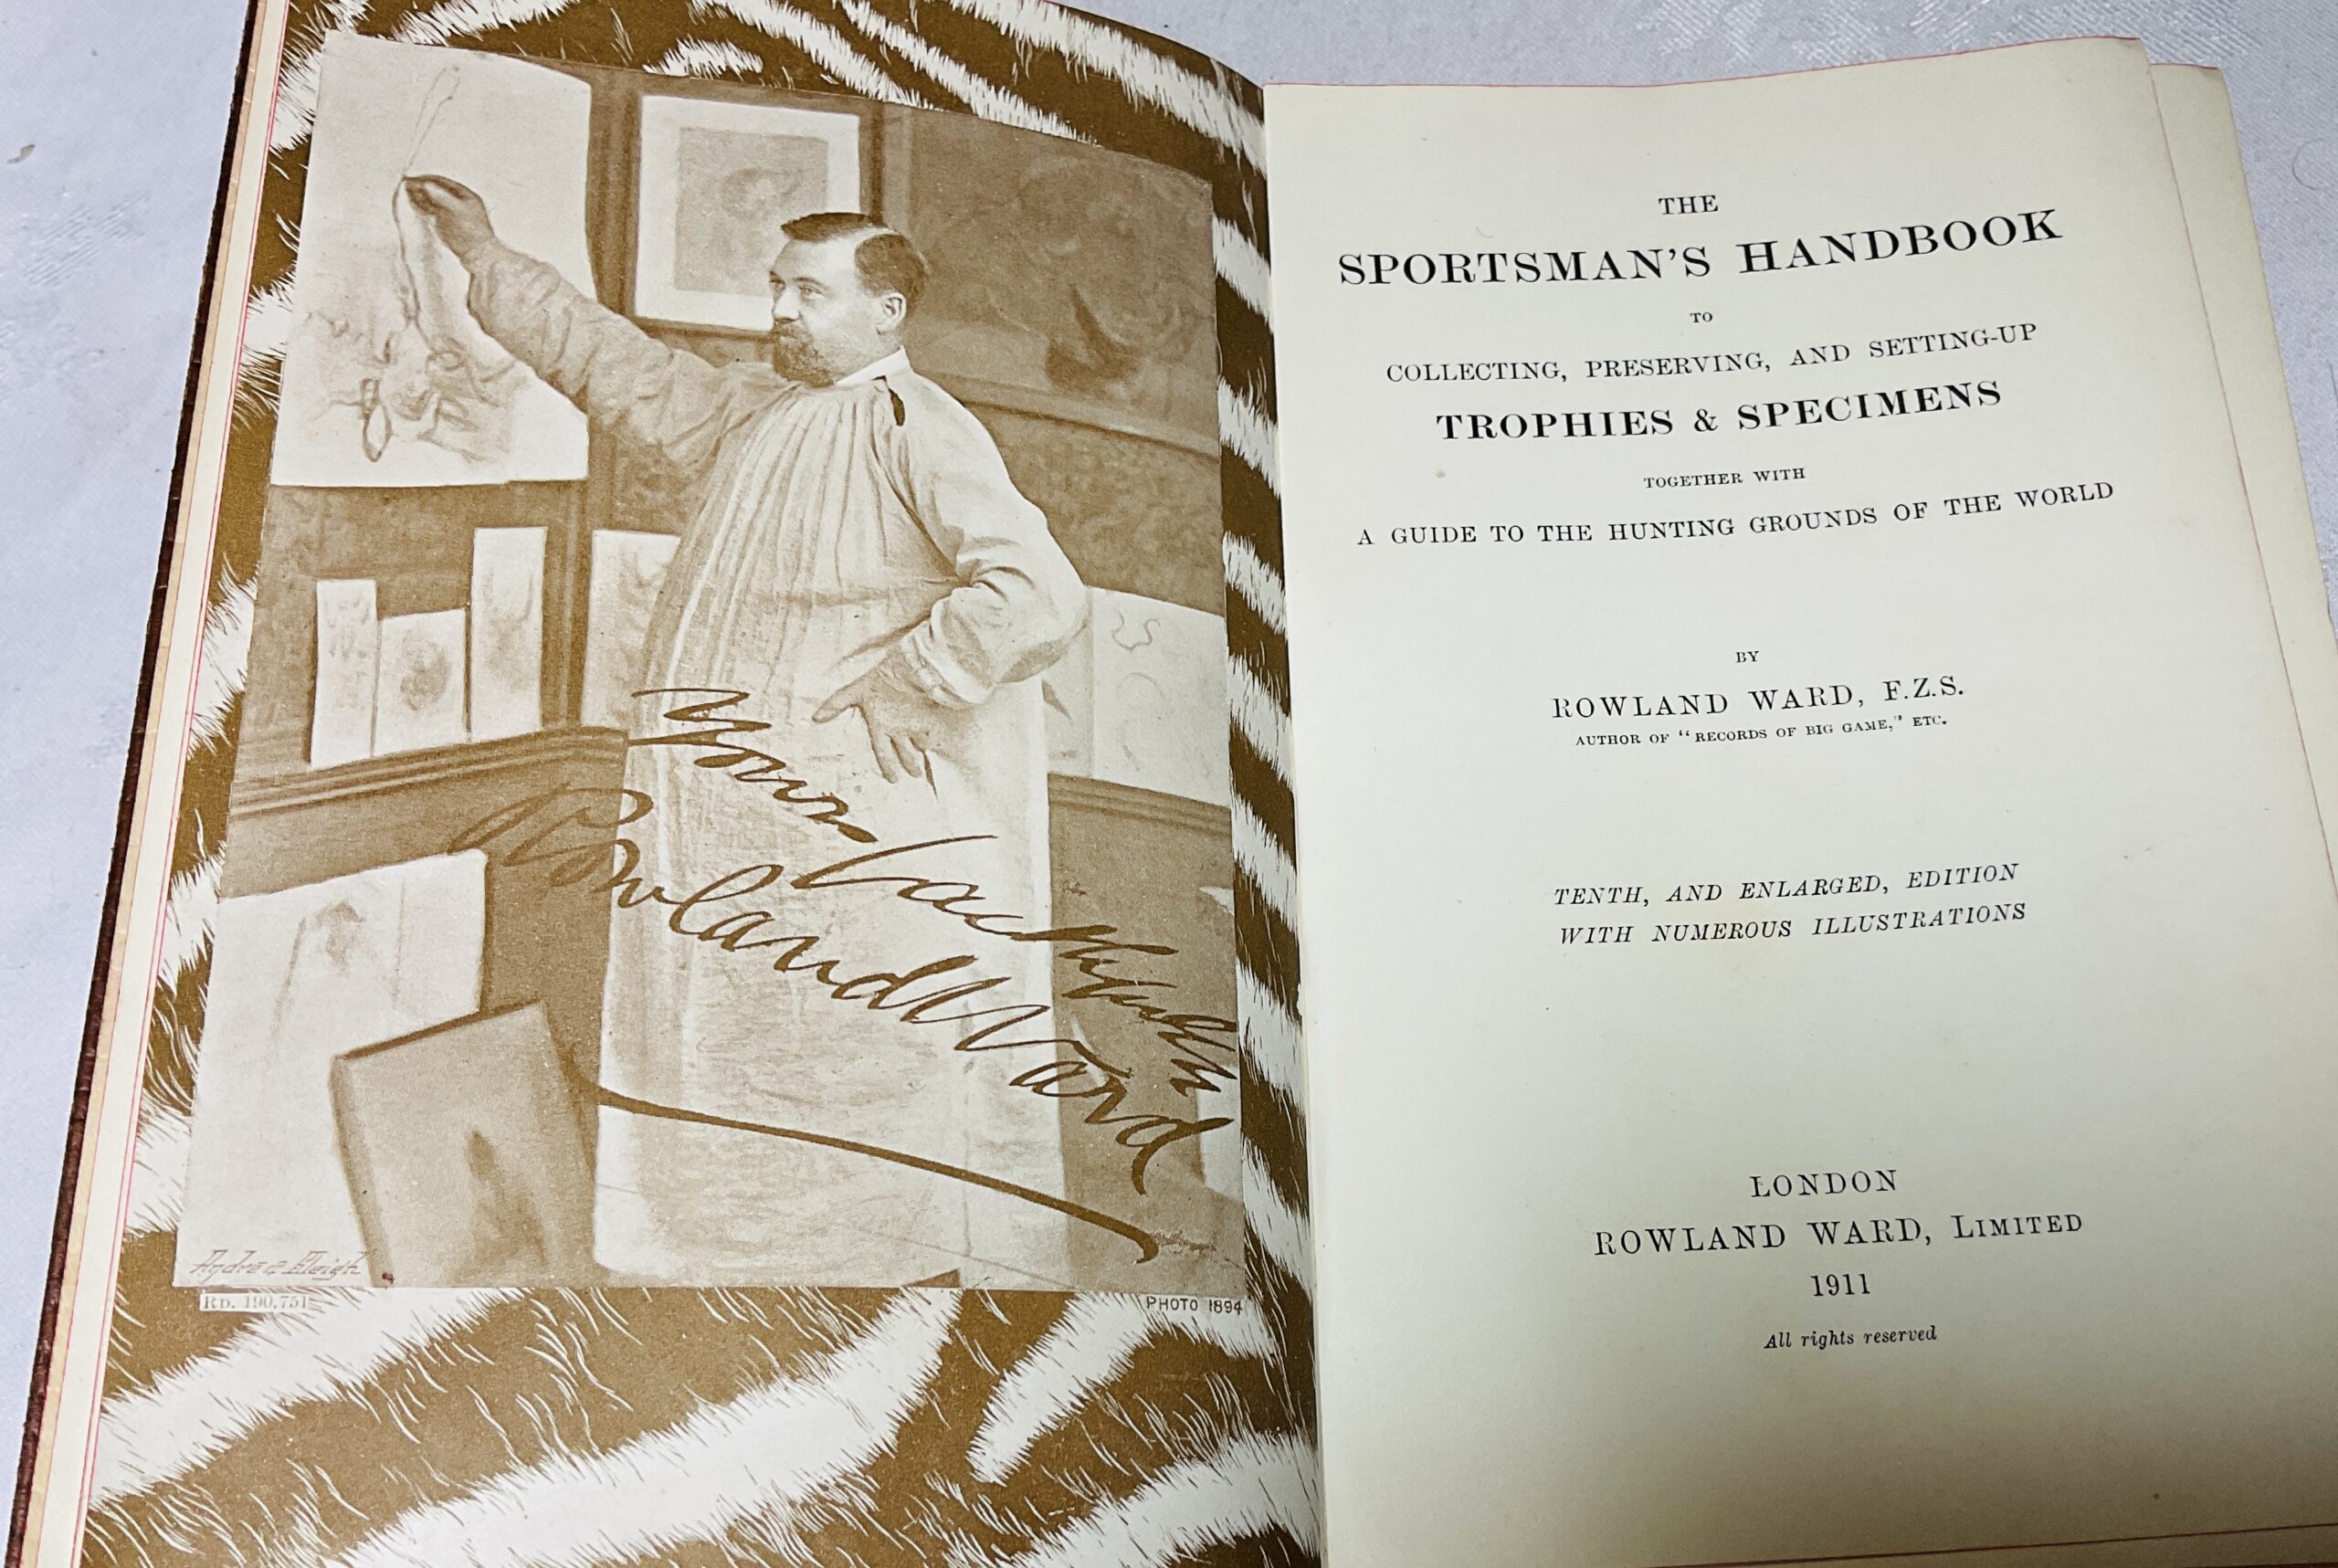 Yours faithfully
Rowland Ward
RD. 190,751
PHOTO 1894
THE
SPORTSMAN'S HANDBOOK
TO
COLLECTING, PRESERVING, AND SETTING-UP
TROPHIES & SPECIMENS
TOGETHER WITH
A GUIDE TO THE HUNTING GROUNDS OF THE WORLD
BY
ROWLAND WARD, F.Z.S.
AUTHOR OF "RECORDS OF BIG GAME," ETC.
TENTH, AND ENLARGED, EDITION
WITH NUMEROUS ILLUSTRATIONS
LONDON
ROWLAND WARD, LIMITED
1911
All rights reserved